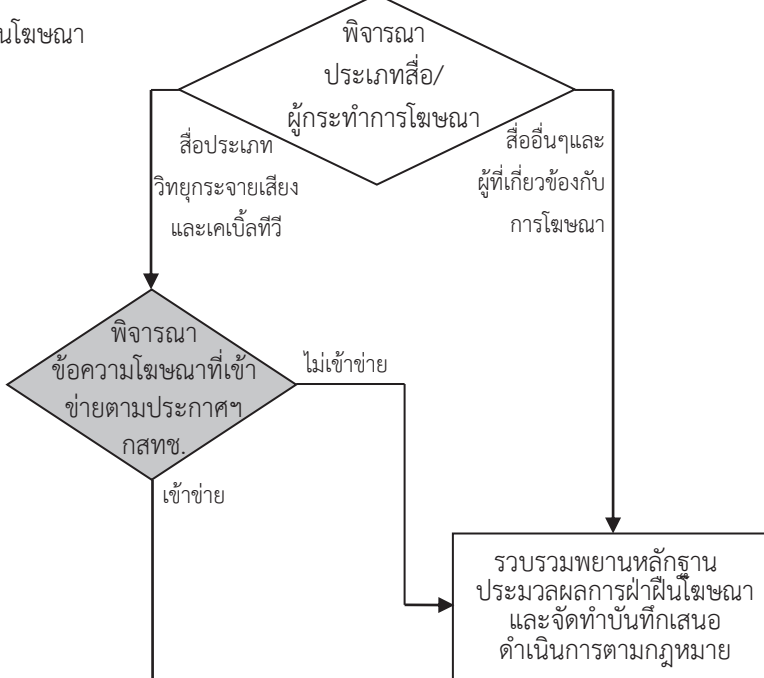 นโฆษณา
พิจารณา
ประเภทสื่อ/
ผู้กระทำการโฆษณา
สื่อประเภท
วิทยุกระจายเสียง
และเคเบิ้ลทีวี
สื่ออื่นๆและ
ผู้ที่เกี่ยวข้องกับ
การโฆษณา
พิจารณา
ข้อความโฆษณาที่เข้า
ข่ายตามประกาศฯ
กสทช.
ไม่เข้าข่าย
เข้าข่าย
รวบรวมพยานหลักฐาน
ประมวลผลการฝ่าฝืนโฆษณา
และจัดทำบันทึกเสนอ
ดำเนินการตามกฎหมาย